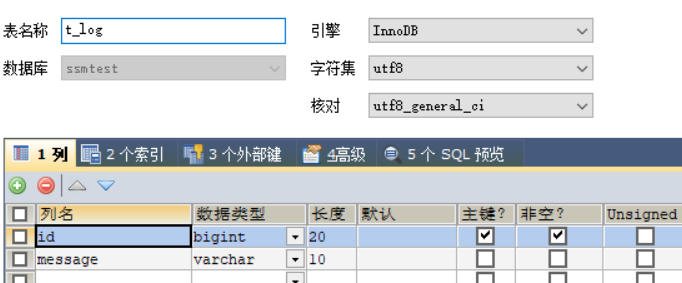 表名称 t_log 引擎 InnoDB
数据库 ssmtest 字符集 utf8
核对 utf8_general_ci
1 列 2 个索引 3 个外部键 4高级 5 个 SQL 预览
列名 数据类型 长度 默认 主键? 非空? Unsigned
id bigint 20
message varchar 10